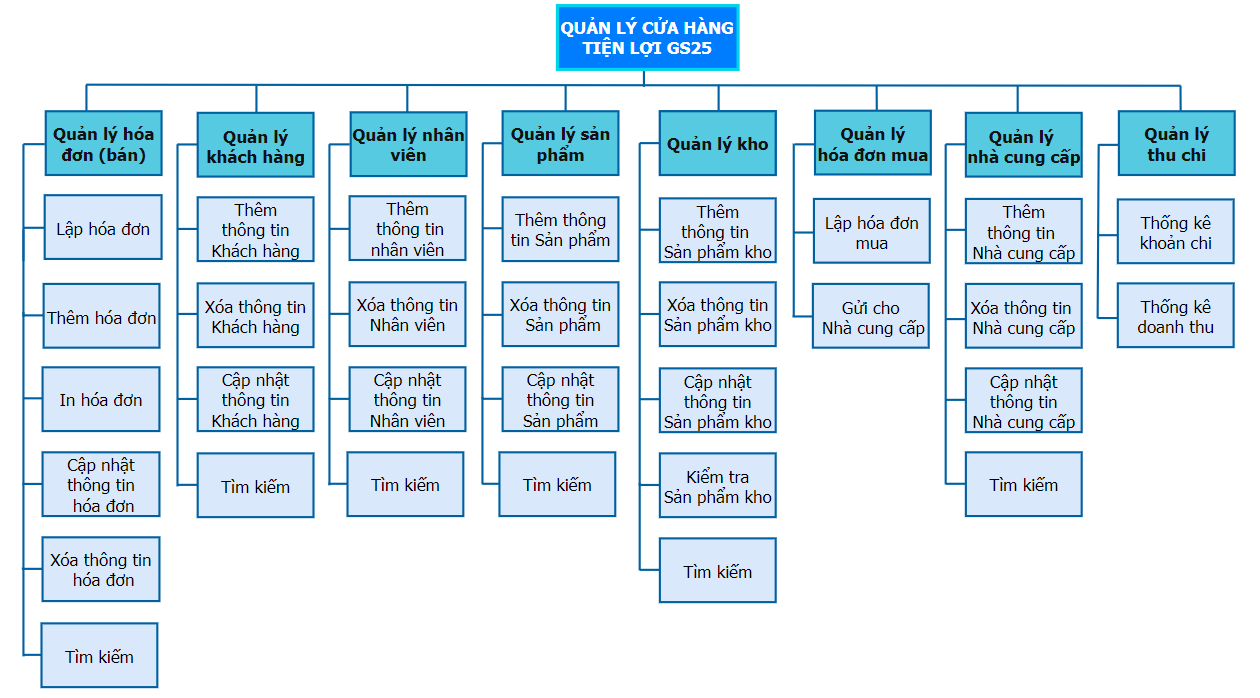 QUẢN LÝ CỬA HÀNG
TIỆN LỢI GS25
Quản lý hóa
đơn (bán)
Lập hóa đơn
Thêm hóa đơn
In hóa đơn
Cập nhật
thông tin
hóa đơn
Xóa thông tin
hóa đơn
Tìm kiếm
Quản lý
khách hàng
Thêm
thông tin
Khách hàng
Xóa thông tin
Khách hàng
Cập nhật
thông tin
Khách hàng
Tìm kiếm
Quản lý nhân
viên
Thêm
thông tin
nhân viên
Xóa thông tin
Nhân viên
Cập nhật
thông tin
Nhân viên
Tìm kiếm
Quản lý sản
phẩm
Thêm thông
tin Sản phẩm
Xóa thông tin
Sản phẩm
Cập nhật
thông tin
Sản phẩm
Tìm kiếm
Quản lý kho
Thêm
thông tin
Sản phẩm kho
Xóa thông tin
Sản phẩm kho
Cập nhật
thông tin
Sản phẩm kho
Kiểm tra
Sản phẩm kho
Tìm kiếm
Quản lý
hóa đơn mua
Lập hóa đơn
mua
Gửi cho
Nhà cung cấp
Quản lý
nhà cung cấp
Thêm
thông tin
Nhà cung cấp
Xóa thông tin
Nhà cung cấp
Cập nhật
thông tin
Nhà cung cấp
Tìm kiếm
Quản lý
thu chi
Thống kê
khoản chi
Thống kê
doanh thu